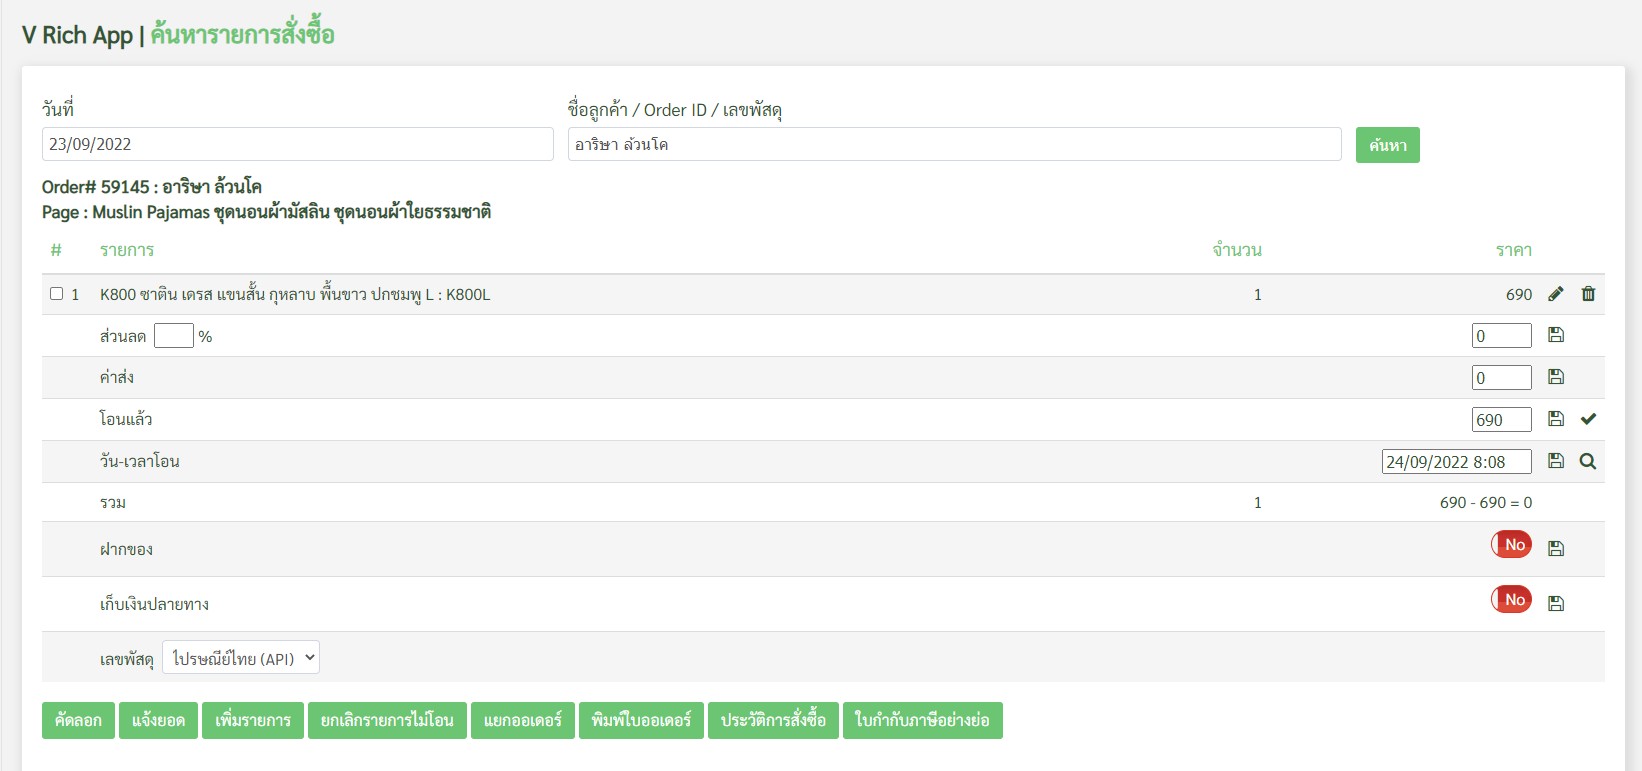 V Rich App | ค้นหารายการสั่งซื้อ
วันที่ ชื่อลูกค้า / Order ID / เลขพัสดุ
23/09/2022 อาริษา ล้วนโค ค้นหา
Order# 59145 : อาริษา ล้วนโค
Page : Muslin Pajamas ชุดนอนผ้ามัสลิน ชุดนอนผ้าใยธรรมชาติ
# รายการ จำนวน ราคา
1 K800 ซาติน เดรส แขนสั้น กุหลาบ พื้นขาว ปกชมพู L : K800L 1 690
ส่วนลด % 0
ค่าส่ง 0
โอนแล้ว 690
วัน-เวลาโอน 24/09/2022 8:08
รวม 1 690 - 690 = 0
ฝากของ No
เก็บเงินปลายทาง No
เลขพัสดุ ไปรษณีย์ไทย (API)
คัดลอก แจ้งยอด เพิ่มรายการ ยกเลิกรายการไม่โอน แยกออเดอร์ พิมพ์ใบออเดอร์ ประวัติการสั่งซื้อ ใบกำกับภาษีอย่างย่อ